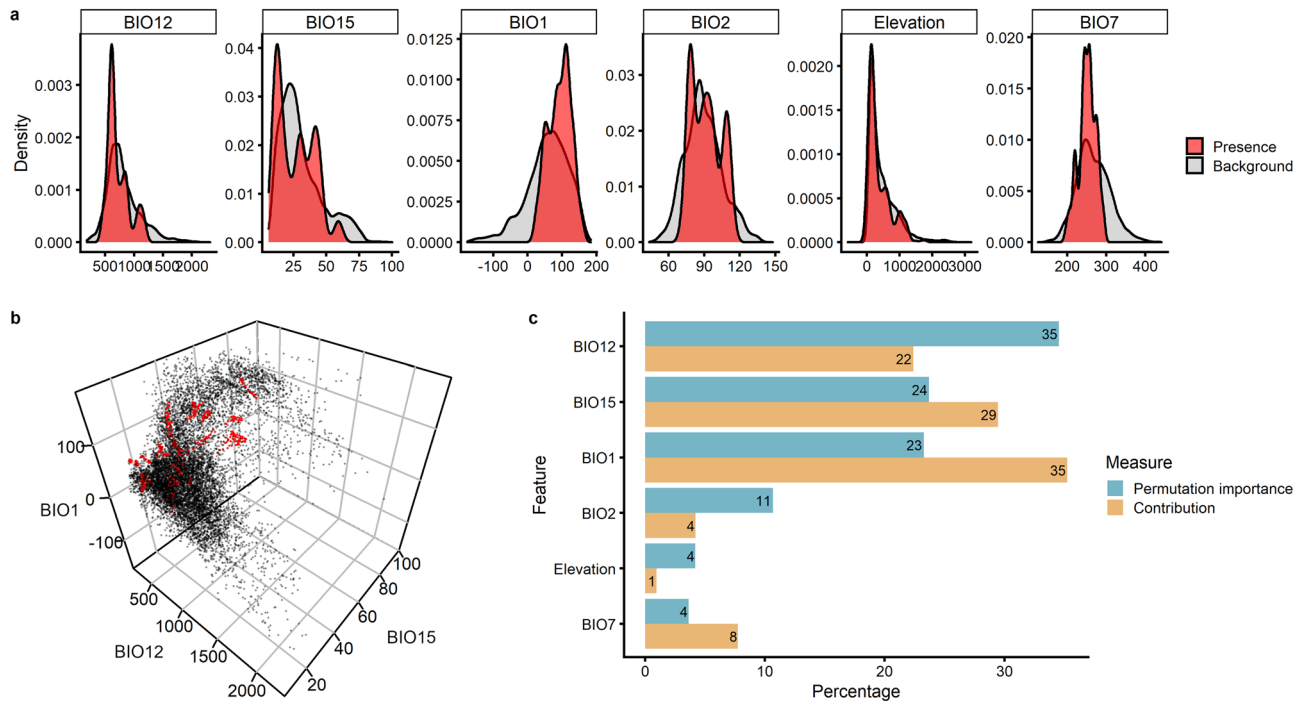 a
BIO12 BIO15 BIO1 BIO2 Elevation BIO7
Density
0.003
0.002
0.001
0.000
500 1000 1500 2000
0.04
0.03
0.02
0.01
0.00
25 50 75 100
0.0125
0.0100
0.0075
0.0050
0.0025
0.0000
-100 0 100 200
0.03
0.02
0.01
0.00
60 90 120 150
0.0020
0.0015
0.0010
0.0005
0.0000
0 1000 2000 3000
0.020
0.015
0.010
0.005
0.000
200 300 400
Presence
Background
b
100
0
-100
BIO1
500
1000
1500
2000
BIO12
20
40
60
80
100
BIO15
c
Feature
BIO12 35
22
BIO15 24
29
BIO1 23
35
BIO2 11
4
Elevation 4
1
BIO7 4
8
0 10 20 30
Percentage
Measure
Permutation importance
Contribution